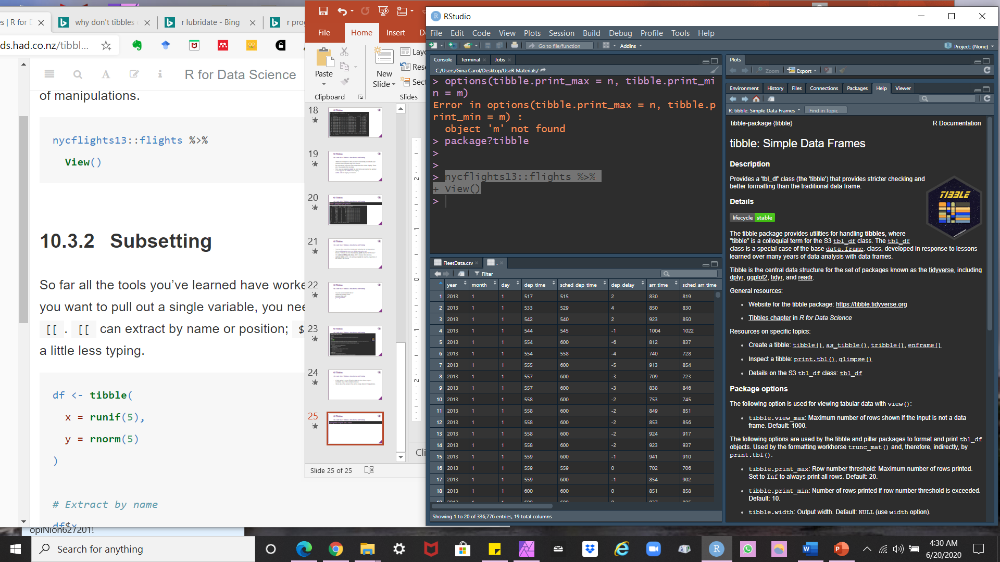 es | R for D
why don't tibbles
r lubridate - Bing
r pro
ds.had.co.nz/tibbl...
R for Data Science
of manipulations.
nycflights13::flights %>%
View()
10.3.2 Subsetting
So far all the tools you've learned have worke
you want to pull out a single variable, you nee
[[ . [[ can extract by name or position; $
a little less typing.
df <- tibble(
x = runif(5),
y = rnorm(5)
)
# Extract by name
df$x
opiNion627201!
File
Home
Insert
D
Paste
New
Slide
Layo
Rese
Sect
Clipboard
Slides
18
19
20
21
22
23
24
25
2
1
0
1
2
Cli
Slide 25 of 25
RStudio
File Edit Code View Plots Session Build Debug Profile Tools Help
Go to file/function
Addins
Project: (None)
Console Terminal Jobs
C:/Users/Gina Carol/Desktop/UseR Materials/
> options(tibble.print_max = n, tibble.print_mi
n = m)
Error in options(tibble.print_max = n, tibble.p
rint_min = m) :
object 'm' not found
> package?tibble
>
>
> nycflights13::flights %>%
+ View()
>
FleetData.csv
.
Filter
year month day dep_time sched_dep_time dep_delay arr_time sched_arr_time
1 2013 1 1 517 515 2 830 819
2 2013 1 1 533 529 4 850 830
3 2013 1 1 542 540 2 923 850
4 2013 1 1 544 545 -1 1004 1022
5 2013 1 1 554 600 -6 812 837
6 2013 1 1 554 558 -4 740 728
7 2013 1 1 555 600 -5 913 854
8 2013 1 1 557 600 -3 709 723
9 2013 1 1 557 600 -3 838 846
10 2013 1 1 558 600 -2 753 745
11 2013 1 1 558 600 -2 849 851
12 2013 1 1 558 600 -2 853 856
13 2013 1 1 558 600 -2 924 917
14 2013 1 1 558 600 -2 923 937
15 2013 1 1 559 600 -1 941 910
16 2013 1 1 559 559 0 702 706
17 2013 1 1 559 600 -1 854 902
18 2013 1 1 600 600 0 851 858
Showing 1 to 20 of 336,776 entries, 19 total columns
Plots
Zoom
Export
Environment History Files Connections Packages Help Viewer
R: tibble: Simple Data Frames
Find in Topic
tibble-package {tibble}
R Documentation
tibble: Simple Data Frames
Description
Provides a 'tbl_df' class (the 'tibble') that provides stricter checking and
better formatting than the traditional data frame.
TIBBLE
Details
lifecycle stable
The tibble package provides utilities for handling tibbles, where
"tibble" is a colloquial term for the S3 tbl_df class. The tbl_df
class is a special case of the base data.frame. class, developed in response to lessons
learned over many years of data analysis with data frames.
Tibble is the central data structure for the set of packages known as the tidyverse, including
dplyr, ggplot2, tidyr, and readr.
General resources:
• Website for the tibble package: https://tibble.tidyverse.org
• Tibbles chapter in R for Data Science
Resources on specific topics:
• Create a tibble: tibble(), as_tibble(), tribble(), enframe()
• Inspect a tibble: print.tbl(), glimpse()
• Details on the S3 tbl_df class: tbl_df
Package options
The following option is used for viewing tabular data with view():
• tibble.view_max: Maximum number of rows shown if the input is not a data
frame. Default: 1000.
The following options are used by the tibble and pillar packages to format and print tbl_df
objects. Used by the formatting workhorse trunc_mat() and, therefore, indirectly, by
print.tbl().
• tibble.print_max: Row number threshold: Maximum number of rows printed.
Set to Inf to always print all rows. Default: 20.
• tibble.print_min: Number of rows printed if row number threshold is exceeded.
Default: 10.
• tibble.width: Output width. Default: NULL (use width option).
Search for anything
4:30 AM
6/20/2020